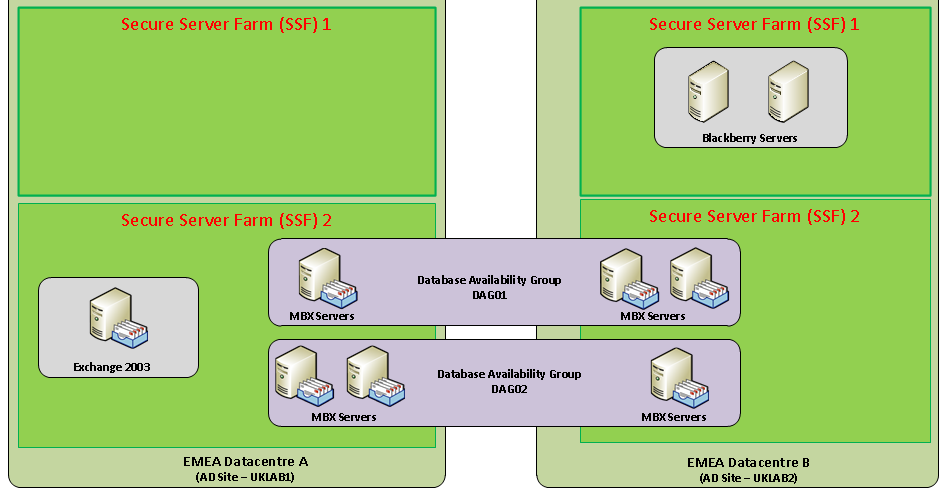 Secure Server Farm (SSF) 1
Secure Server Farm (SSF) 1
Blackberry Servers
Secure Server Farm (SSF) 2
Secure Server Farm (SSF) 2
Database Availability Group
DAG01
MBX Servers
MBX Servers
Exchange 2003
Database Availability Group
DAG02
MBX Servers
MBX Servers
EMEA Datacentre A
(AD Site – UKLAB1)
EMEA Datacentre B
(AD Site – UKLAB2)